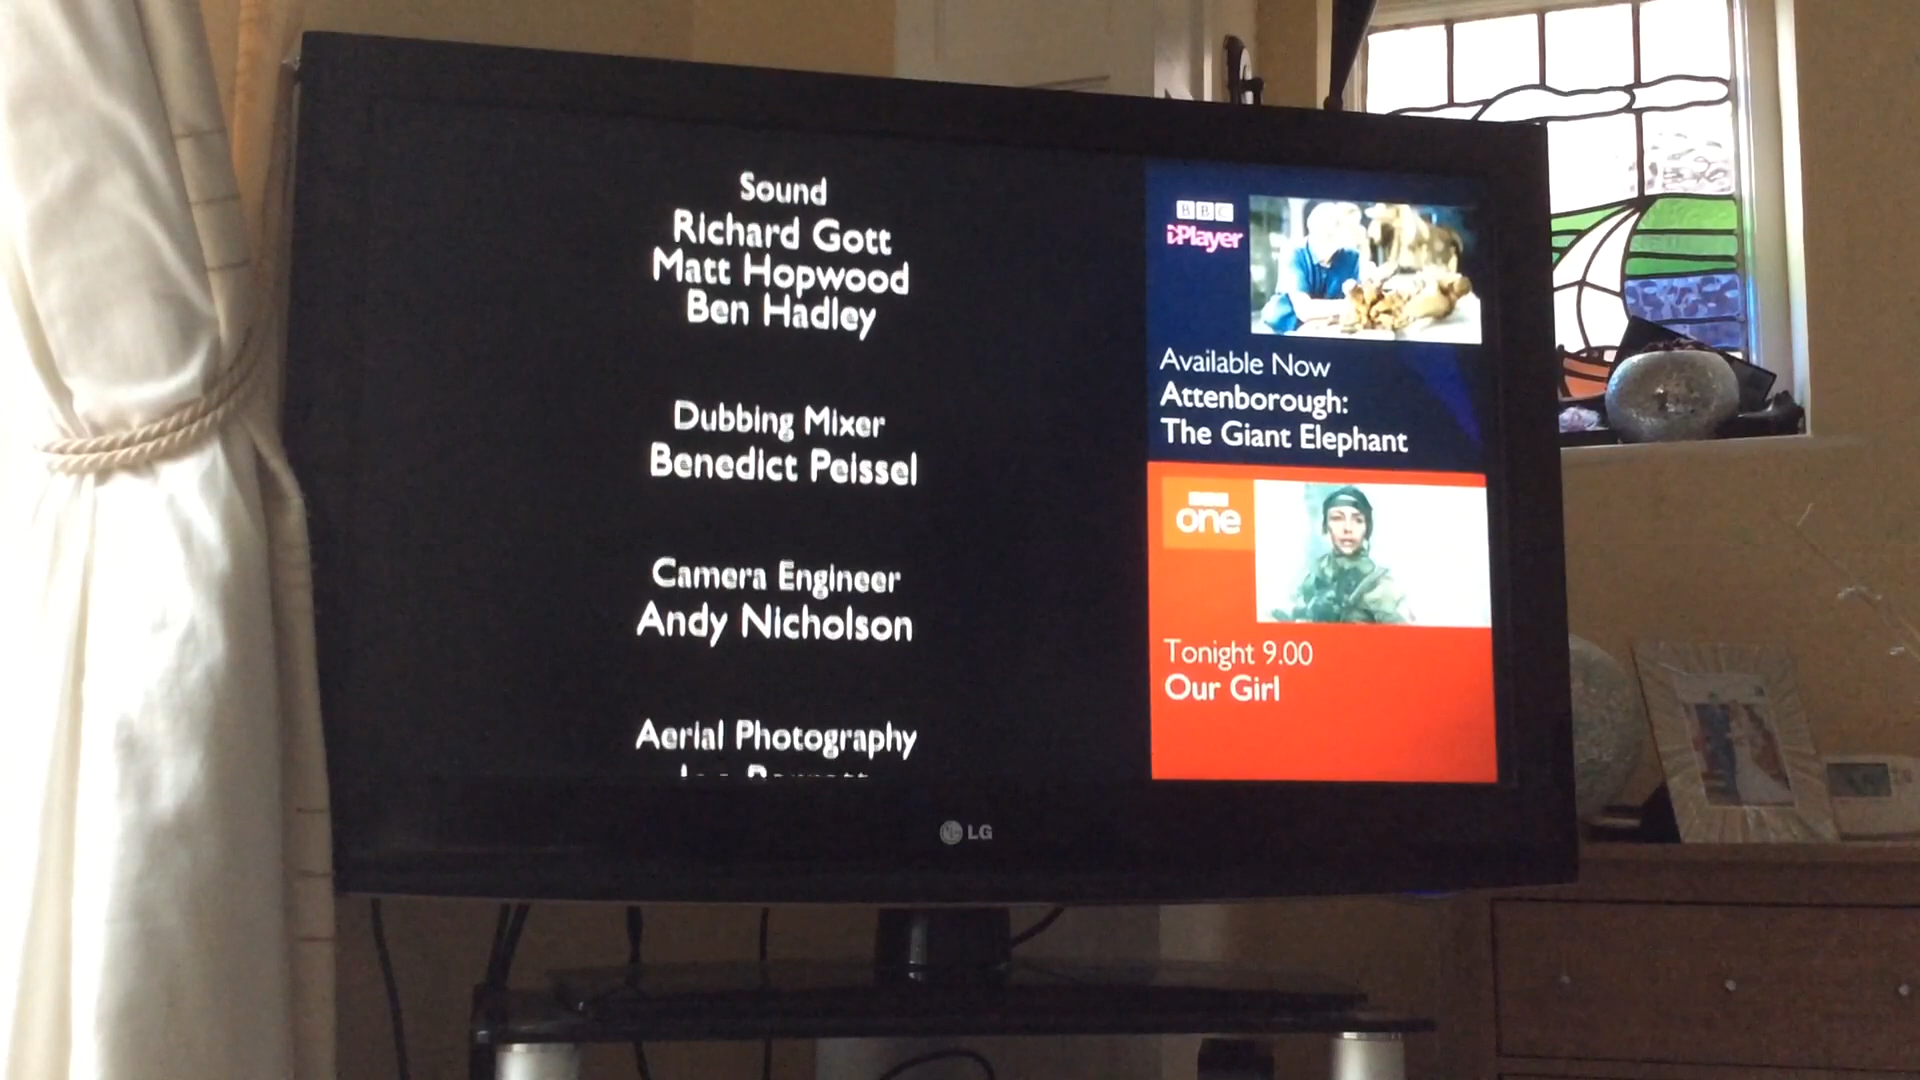 Sound
Richard Gott
Matt Hopwood
Ben Hadley
Dubbing Mixer
Benedict Peissel
Camera Engineer
Andy Nicholson
Aerial Photography
BBC
iPlayer
Available Now
Attenborough:
The Giant Elephant
one
Tonight 9.00
Our Girl
LG